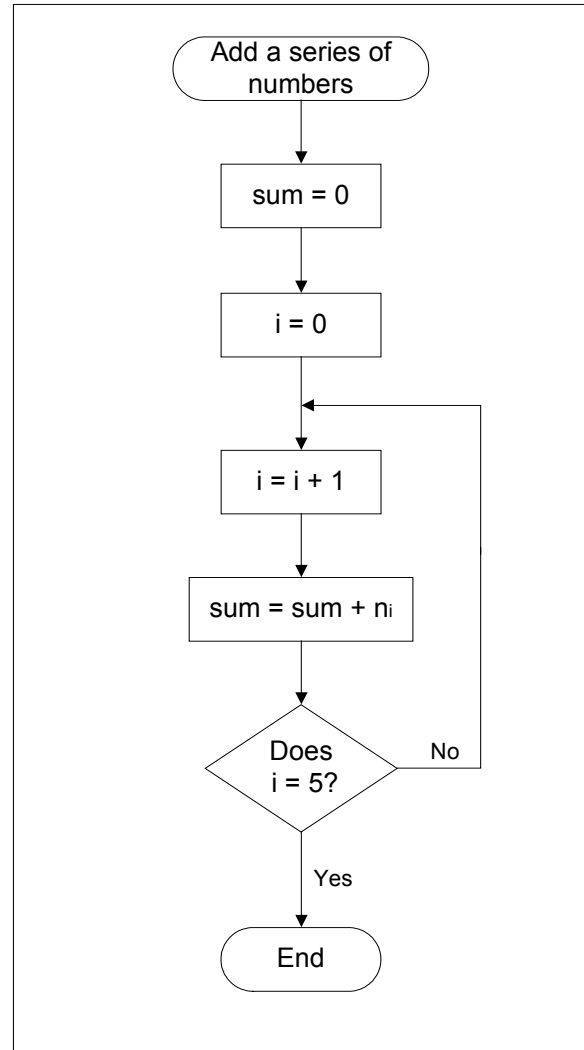 Add a series of
numbers
sum = 0
i = 0
i = i + 1
sum = sum + ni
Does
i = 5?
No
Yes
End